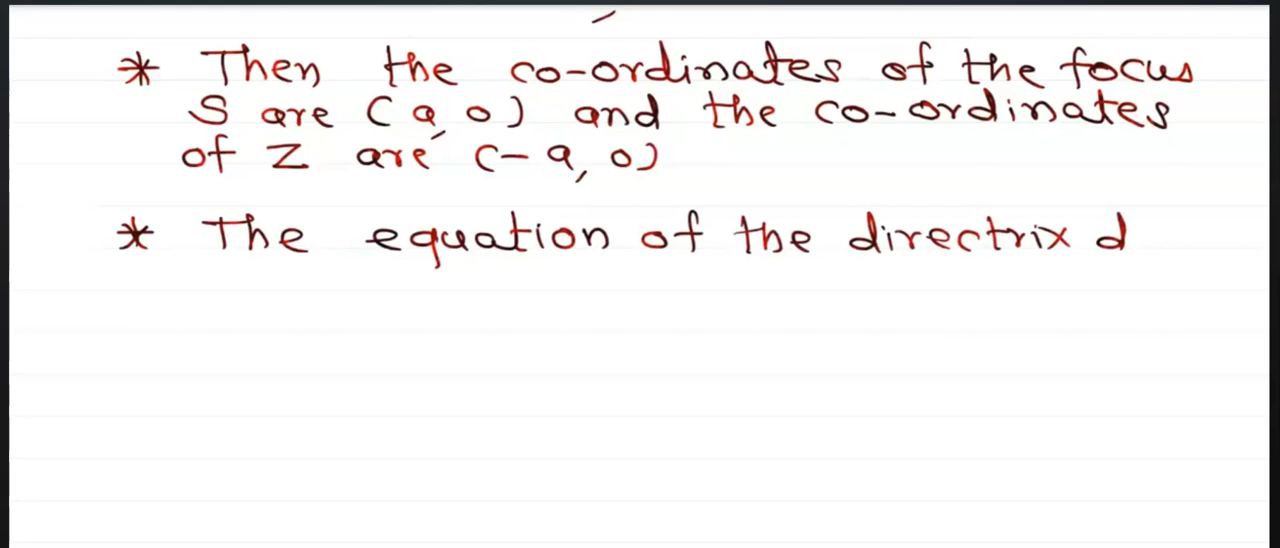 * Then the co-ordinates of the focus
S are (a, 0) and the co-ordinates
of Z are (-a, 0)
* The equation of the directrix d